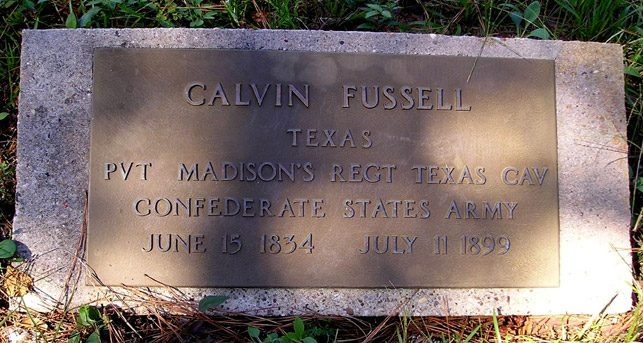 CALVIN FUSSELL
TEXAS
PVT MADISON'S REGT TEXAS CAV
CONFEDERATE STATES ARMY
JUNE 15 1834 JULY 11 1899